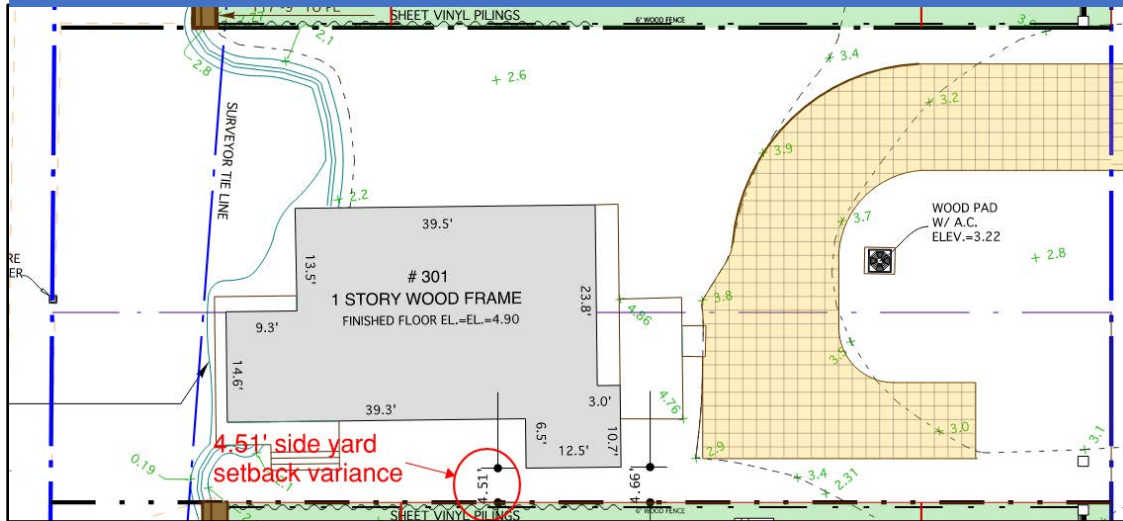 SHEET VINYL PILINGS
6" WOOD FENCE
2.1
2.8
+ 2.6
3.4
3.2
SURVEYOR TIE LINE
3.9
2.2
39.5'
3.7
WOOD PAD
W/ A.C.
ELEV.=3.22
2.8
13.5'
# 301
1 STORY WOOD FRAME
FINISHED FLOOR EL.=EL.=4.90
23.8'
4.86
3.8
9.3'
14.6'
39.3'
3.0'
4.76
3.5
6.5'
12.5'
10.7'
2.9
3.0
3.1
4.51' side yard
setback variance
0.19
2.1
4.51'
4.99'
3.4
2.31
SHEET VINYL PILINGS
6" WOOD FENCE